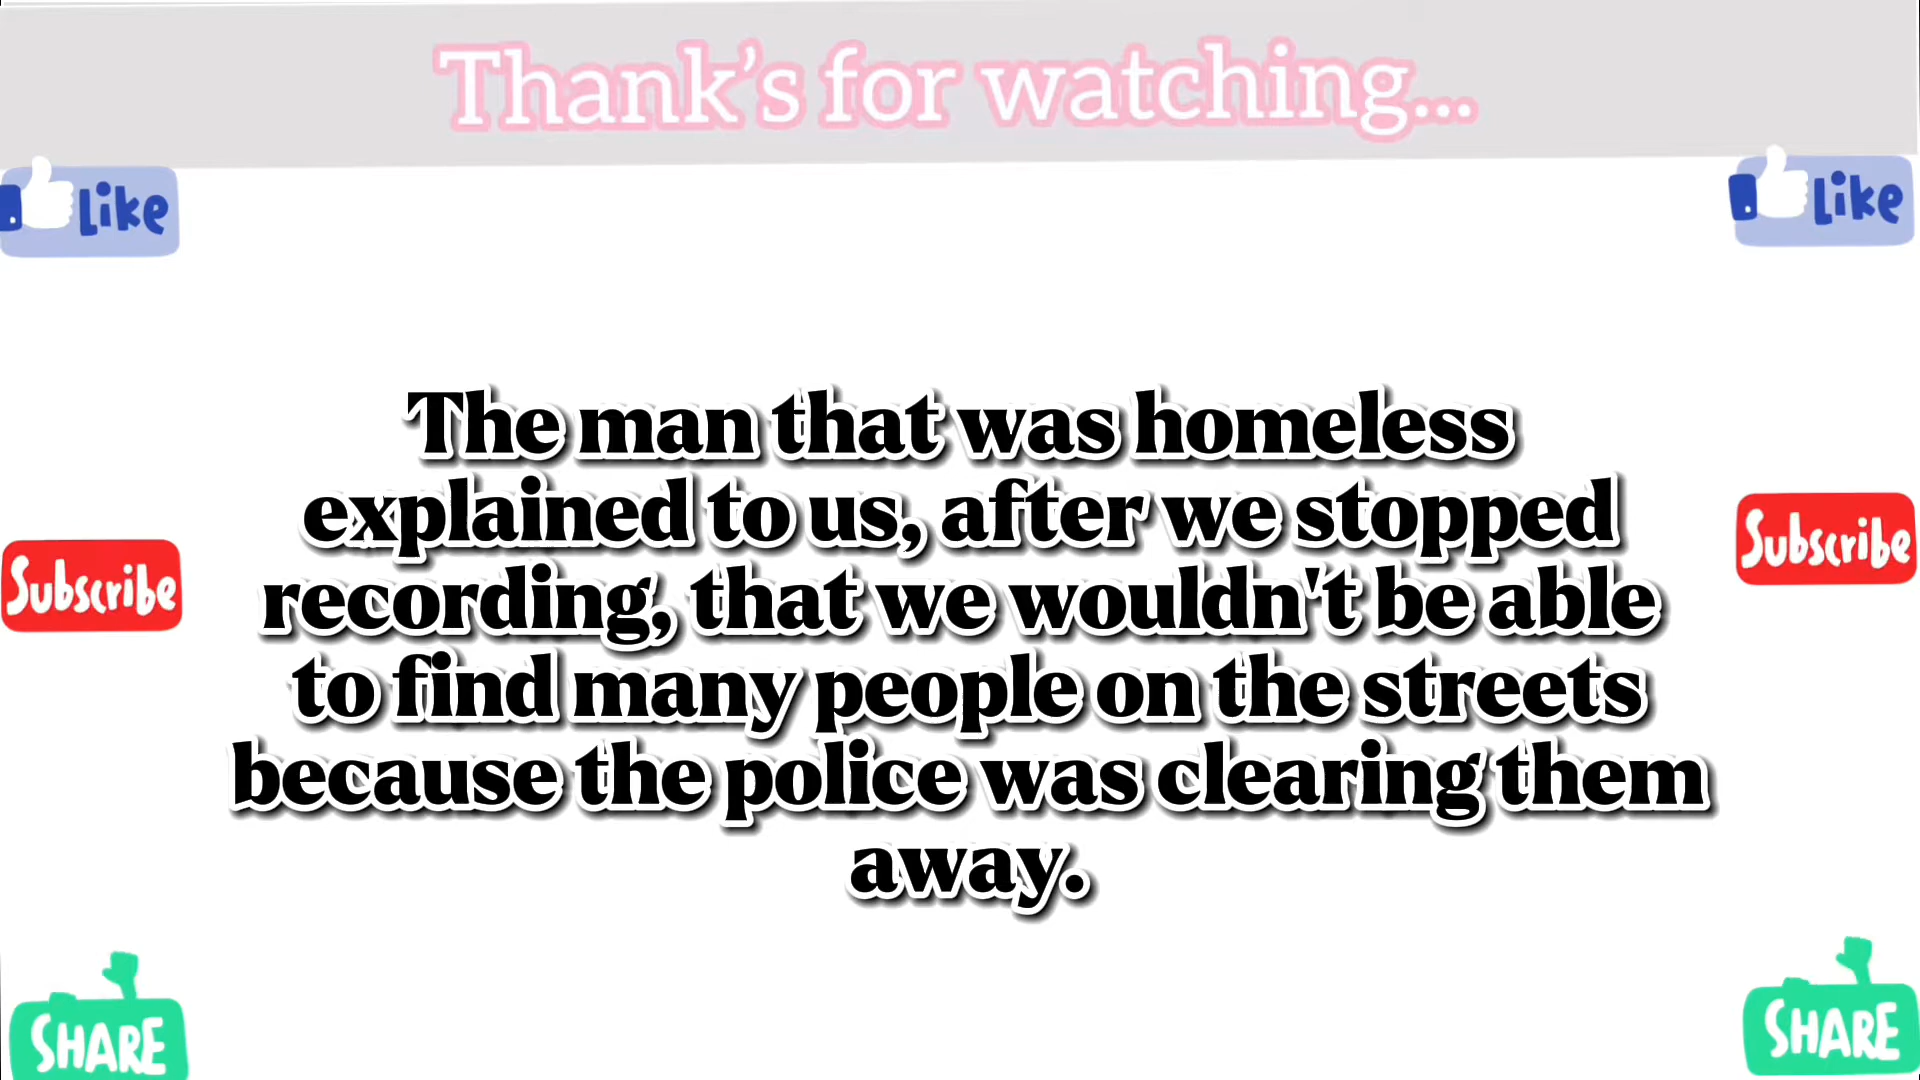 Thank's for watching...
Like
Like
The man that was homeless
explained to us, after we stopped
recording, that we wouldn't be able
to find many people on the streets
because the police was clearing them
away.
Subscribe
Subscribe
SHARE
SHARE